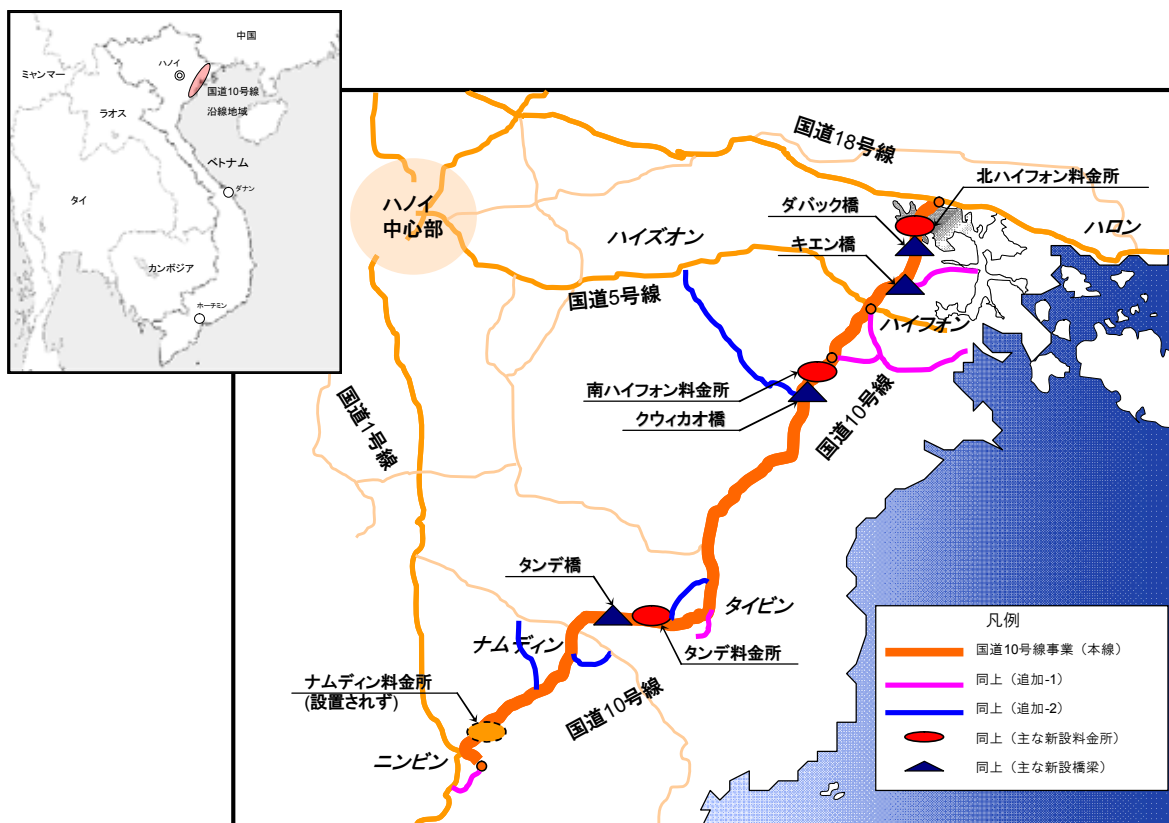 中国
ハノイ
ミャンマー
国道10号線
沿線地域
ラオス
ベトナム
ダナン
タイ
カンボジア
ホーチミン
国道18号線
北ハイフォン料金所
ダバック橋
ハノイ
中心部
ハイズオン
キエン橋
ハロン
国道5号線
ハイフォン
南ハイフォン料金所
クウィカオ橋
国道10号線
国道1号線
タンデ橋
タイビン
ナムディン
タンデ料金所
ナムディン料金所
(設置されず)
国道10号線
ニンビン
凡例
国道10号線事業（本線）
同上（追加-1）
同上（追加-2）
同上（主な新設料金所）
同上（主な新設橋梁）